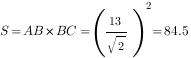 S = AB × BC = (13/√2)² = 84.5